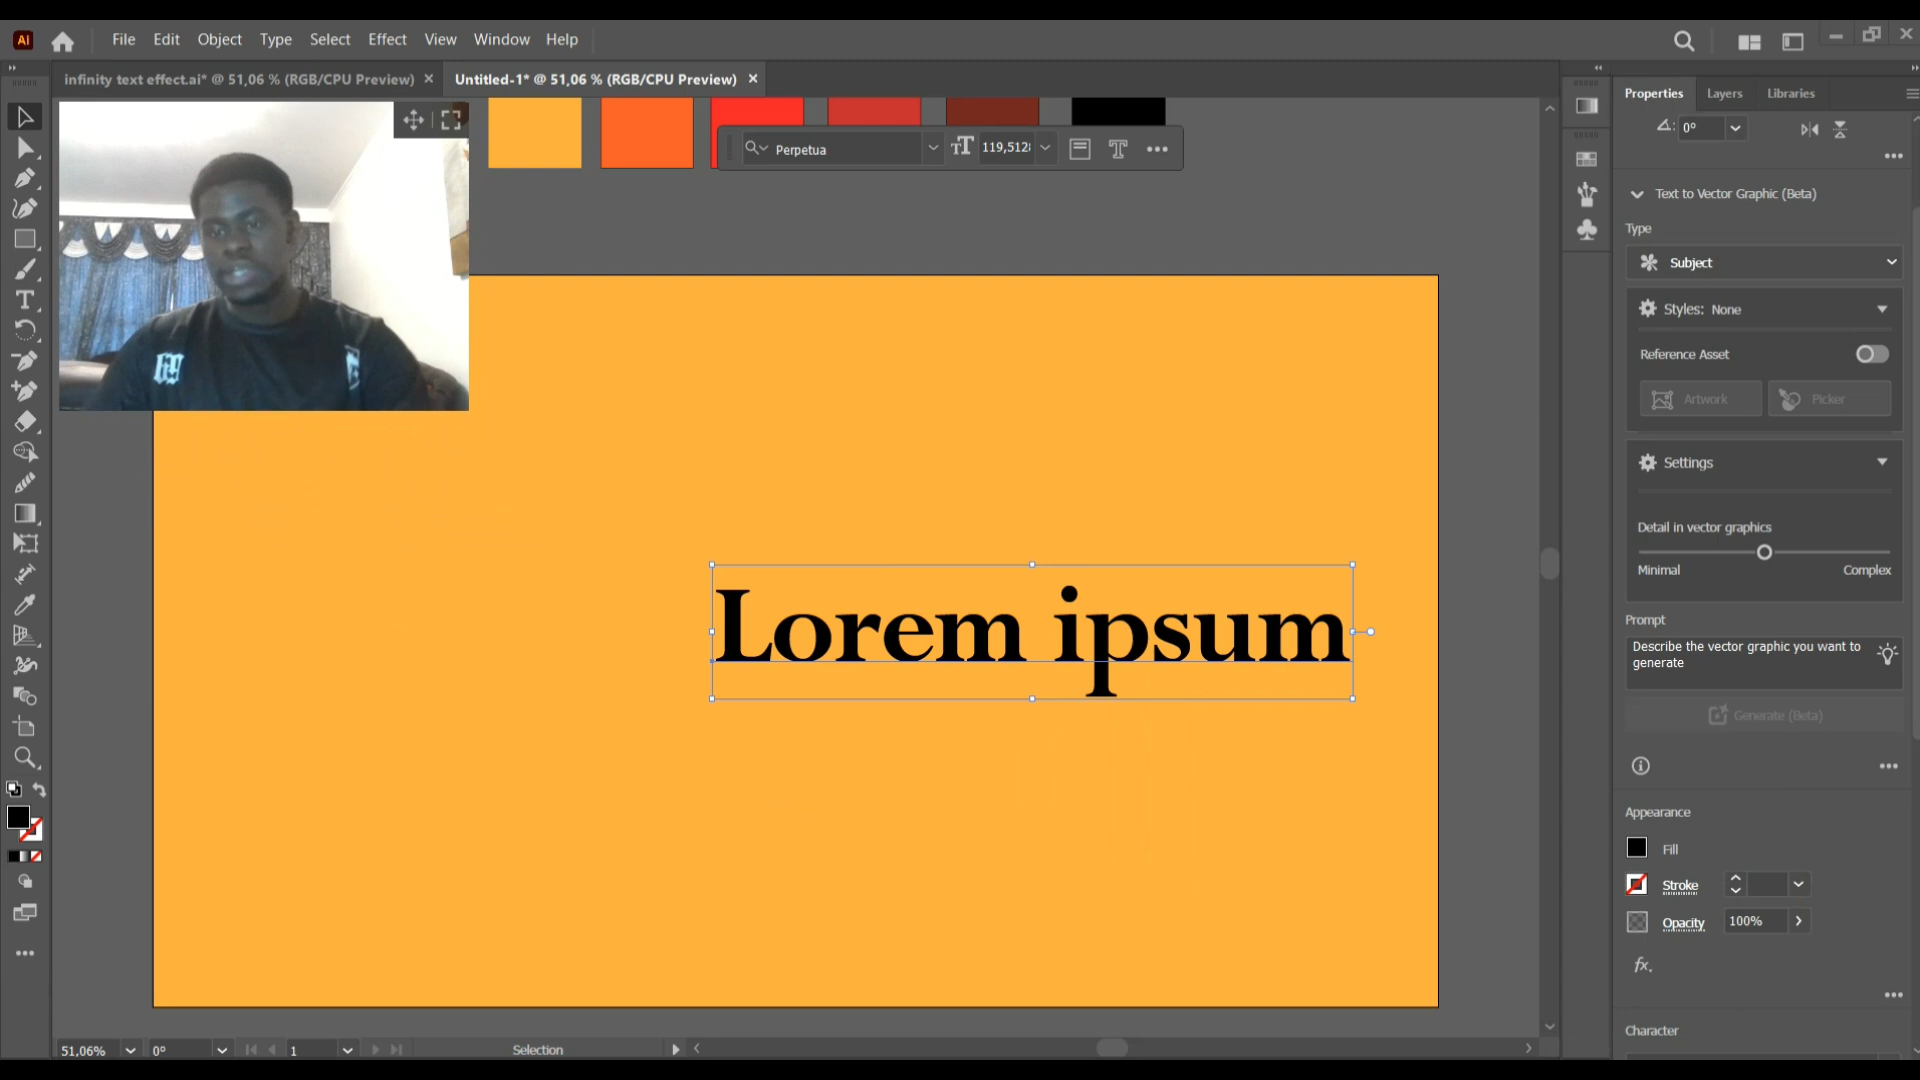 Ai File Edit Object Type Select Effect View Window Help
infinity text effect.ai* @ 51,06 % (RGB/CPU Preview) Untitled-1* @ 51,06 % (RGB/CPU Preview)
Properties Layers Libraries
0°
Perpetua 119,512
Text to Vector Graphic (Beta)
Type
Subject
Styles: None
Reference Asset
Artwork Picker
69
Settings
Detail in vector graphics
Minimal Complex
Lorem ipsum
Prompt
Describe the vector graphic you want to
generate
Generate (Beta)
Appearance
Fill
Stroke
Opacity 100%
fx.
Character
51,06% 0° 1 Selection